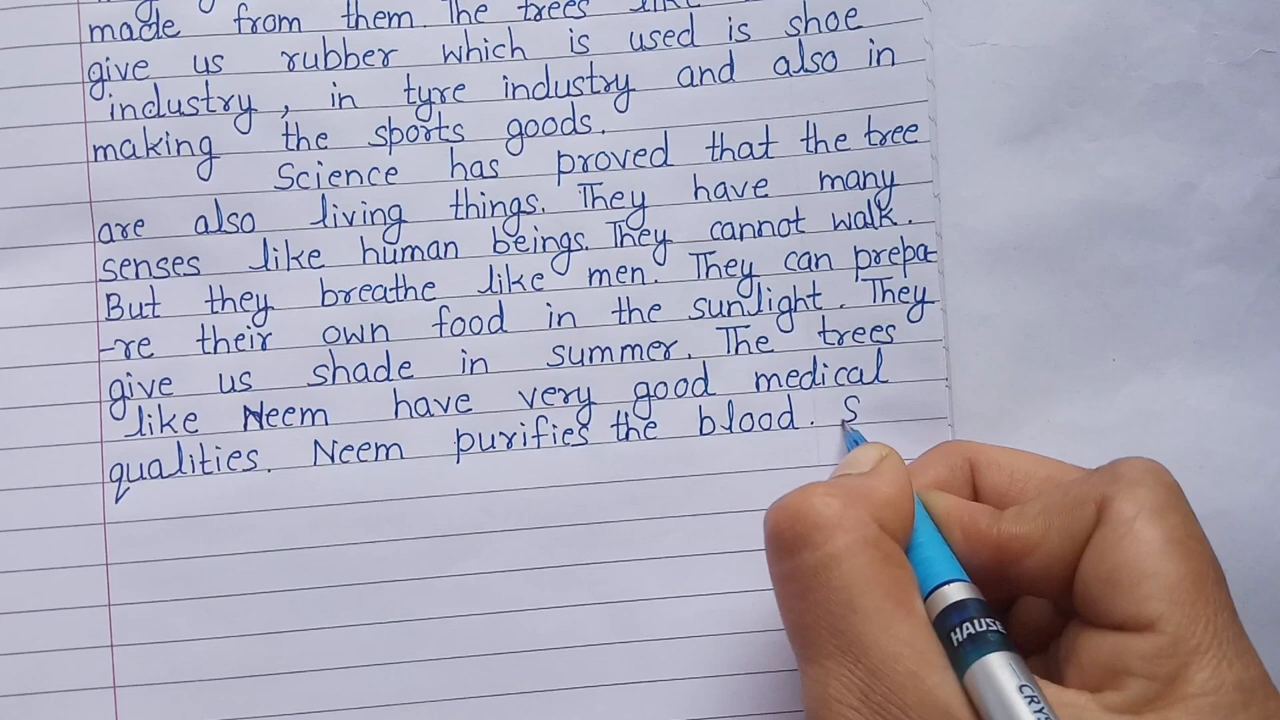 made from them. The trees
give us rubber which is used is shoe
industry, in tyre industry and also in
making the sports goods.
Science has proved that the tree
are also living things. They have many
senses like human beings. They cannot walk.
But they breathe like men. They can prepa-
-re their own food in the sunlight. They
give us shade in summer. The trees
like Neem have very good medical
qualities. Neem purifies the blood. S
HAUSE
CRYS